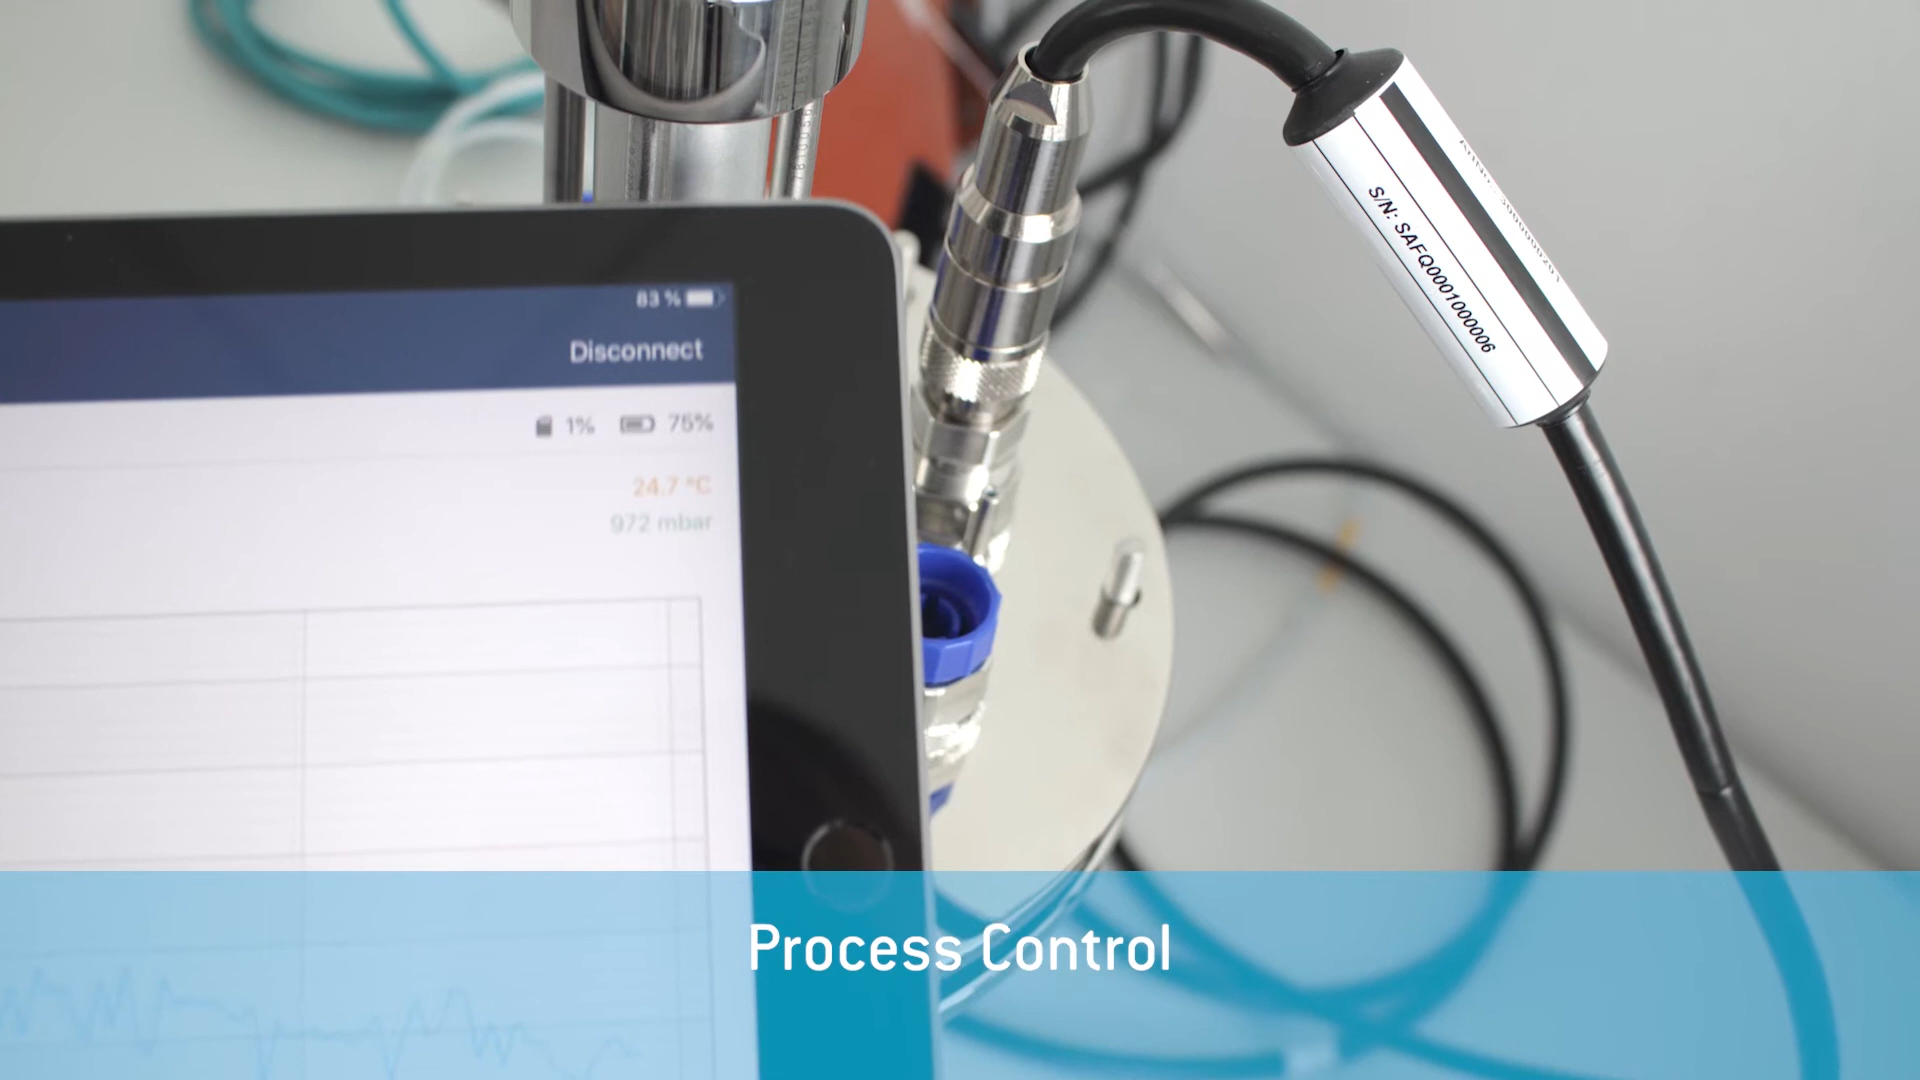 83 %
Disconnect
1% 75%
24.7 °C
972 mbar
S/N: SAFQ0001000006
Process Control